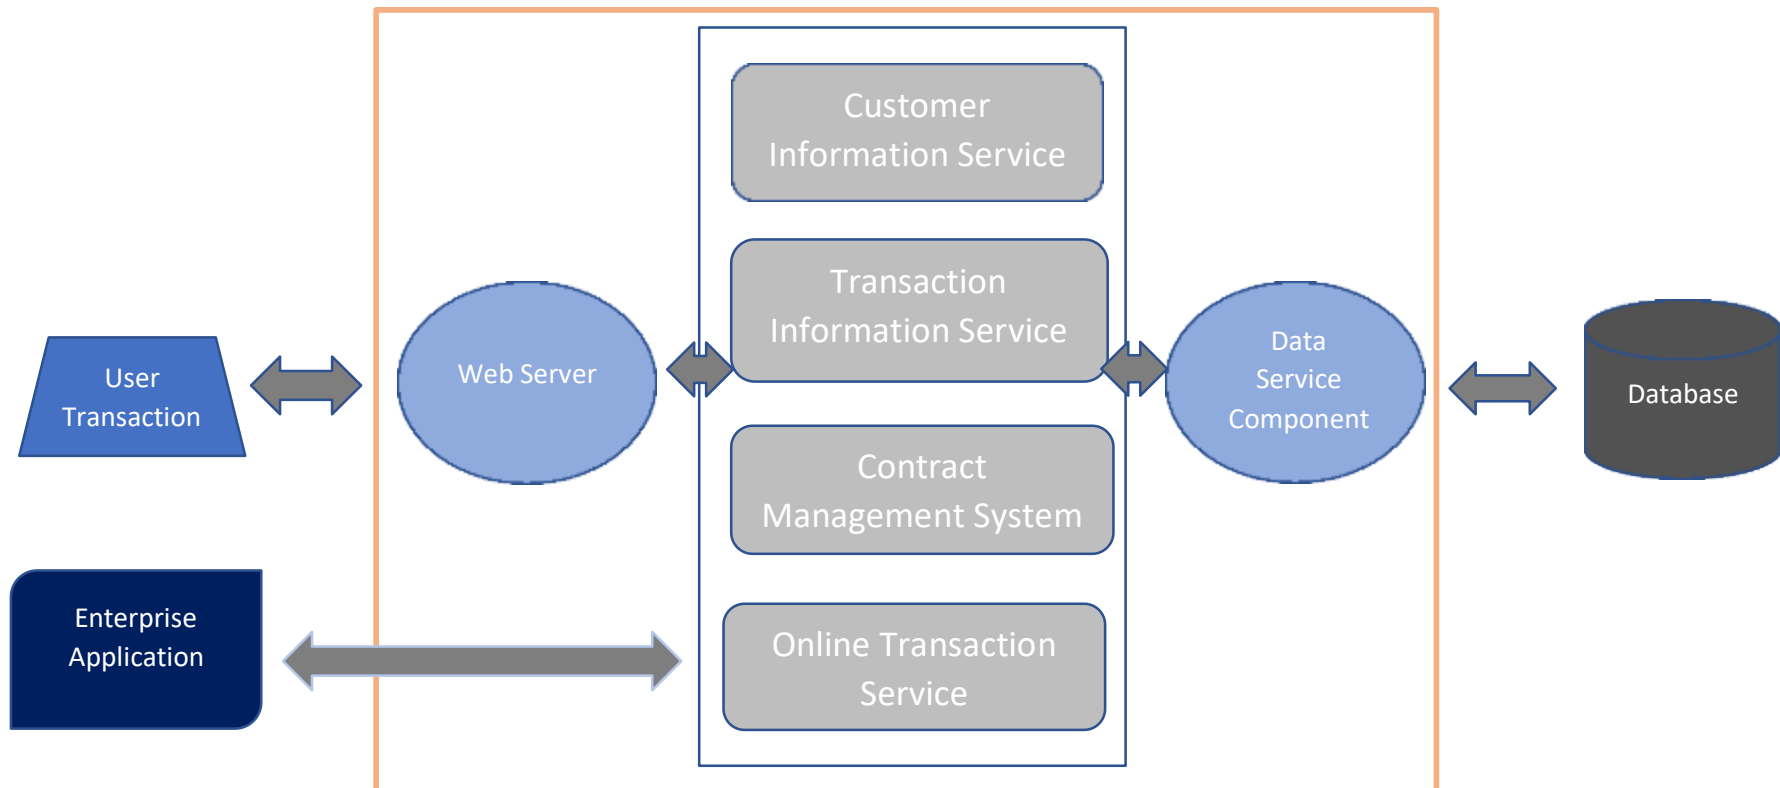 Customer
Information Service
Transaction
Information Service
User
Transaction
Web Server
Data
Service
Component
Database
Contract
Management System
Enterprise
Application
Online Transaction
Service